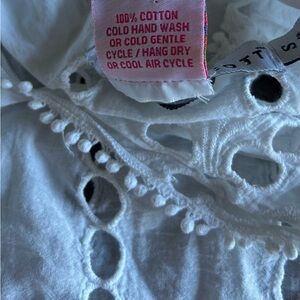 100% COTTON
COLD HAND WASH
OR COLD GENTLE
CYCLE / HANG DRY
OR COOL AIR CYCLE